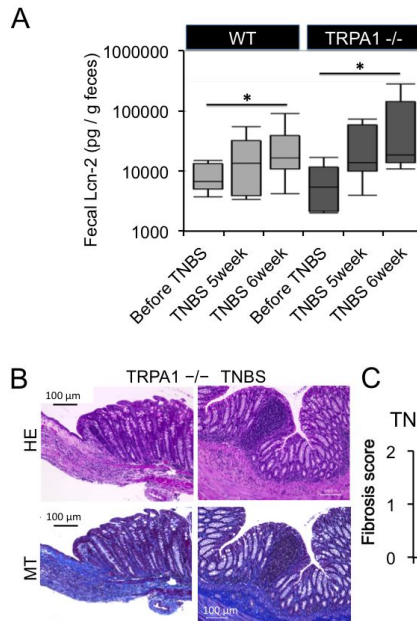 A
WT TRPA1 -/-
* *
Fecal Lcn-2 (pg / g feces)
1000000
100000
10000
1000
Before TNBS
TNBS 5week
TNBS 6week
Before TNBS
TNBS 5week
TNBS 6week
B
TRPA1 −/− TNBS
100 µm
HE
100 µm
MT
100 µm
C
TN
Fibrosis score
2
1
0